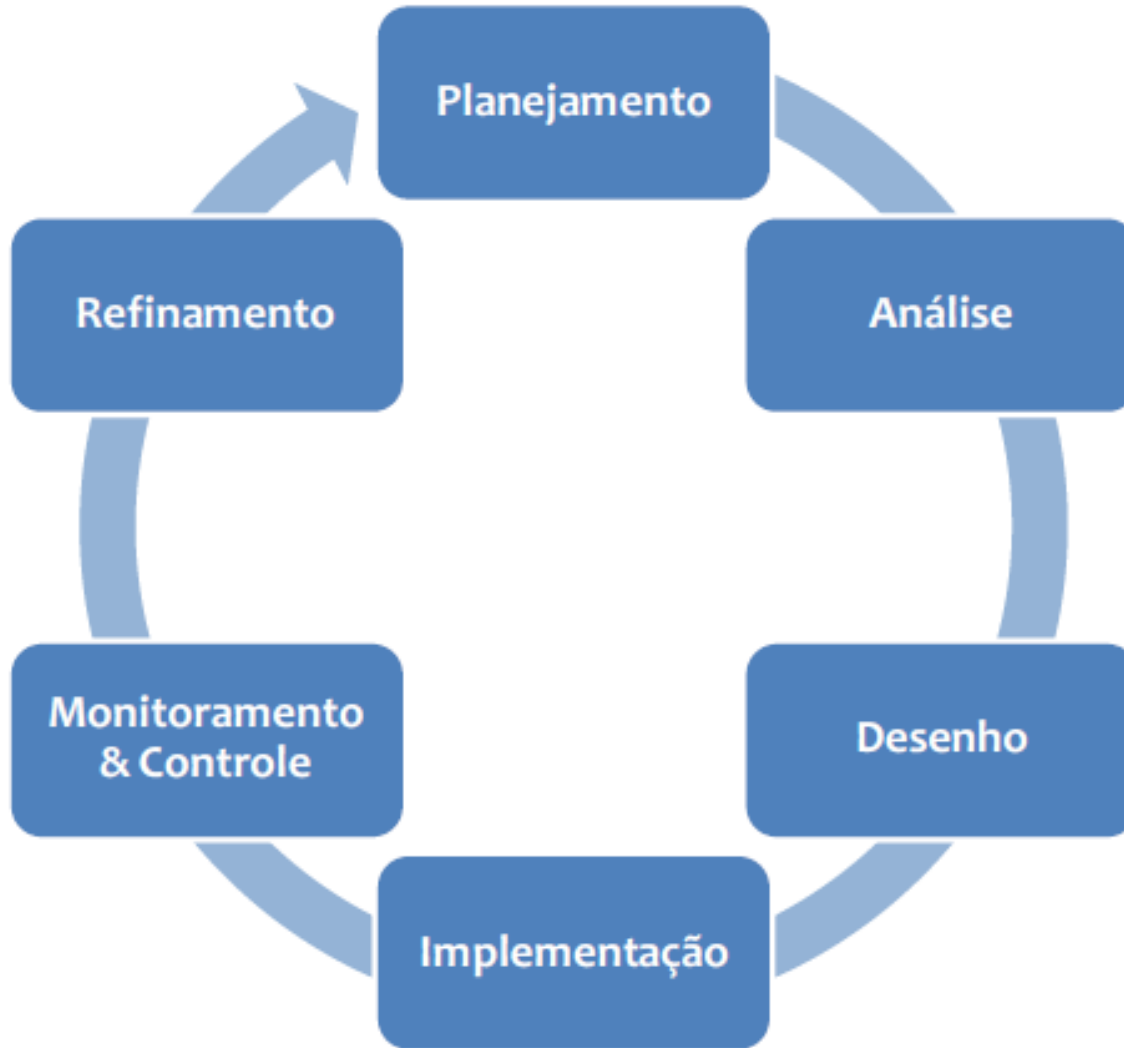 Planejamento
Análise
Desenho
Implementação
Monitoramento
& Controle
Refinamento